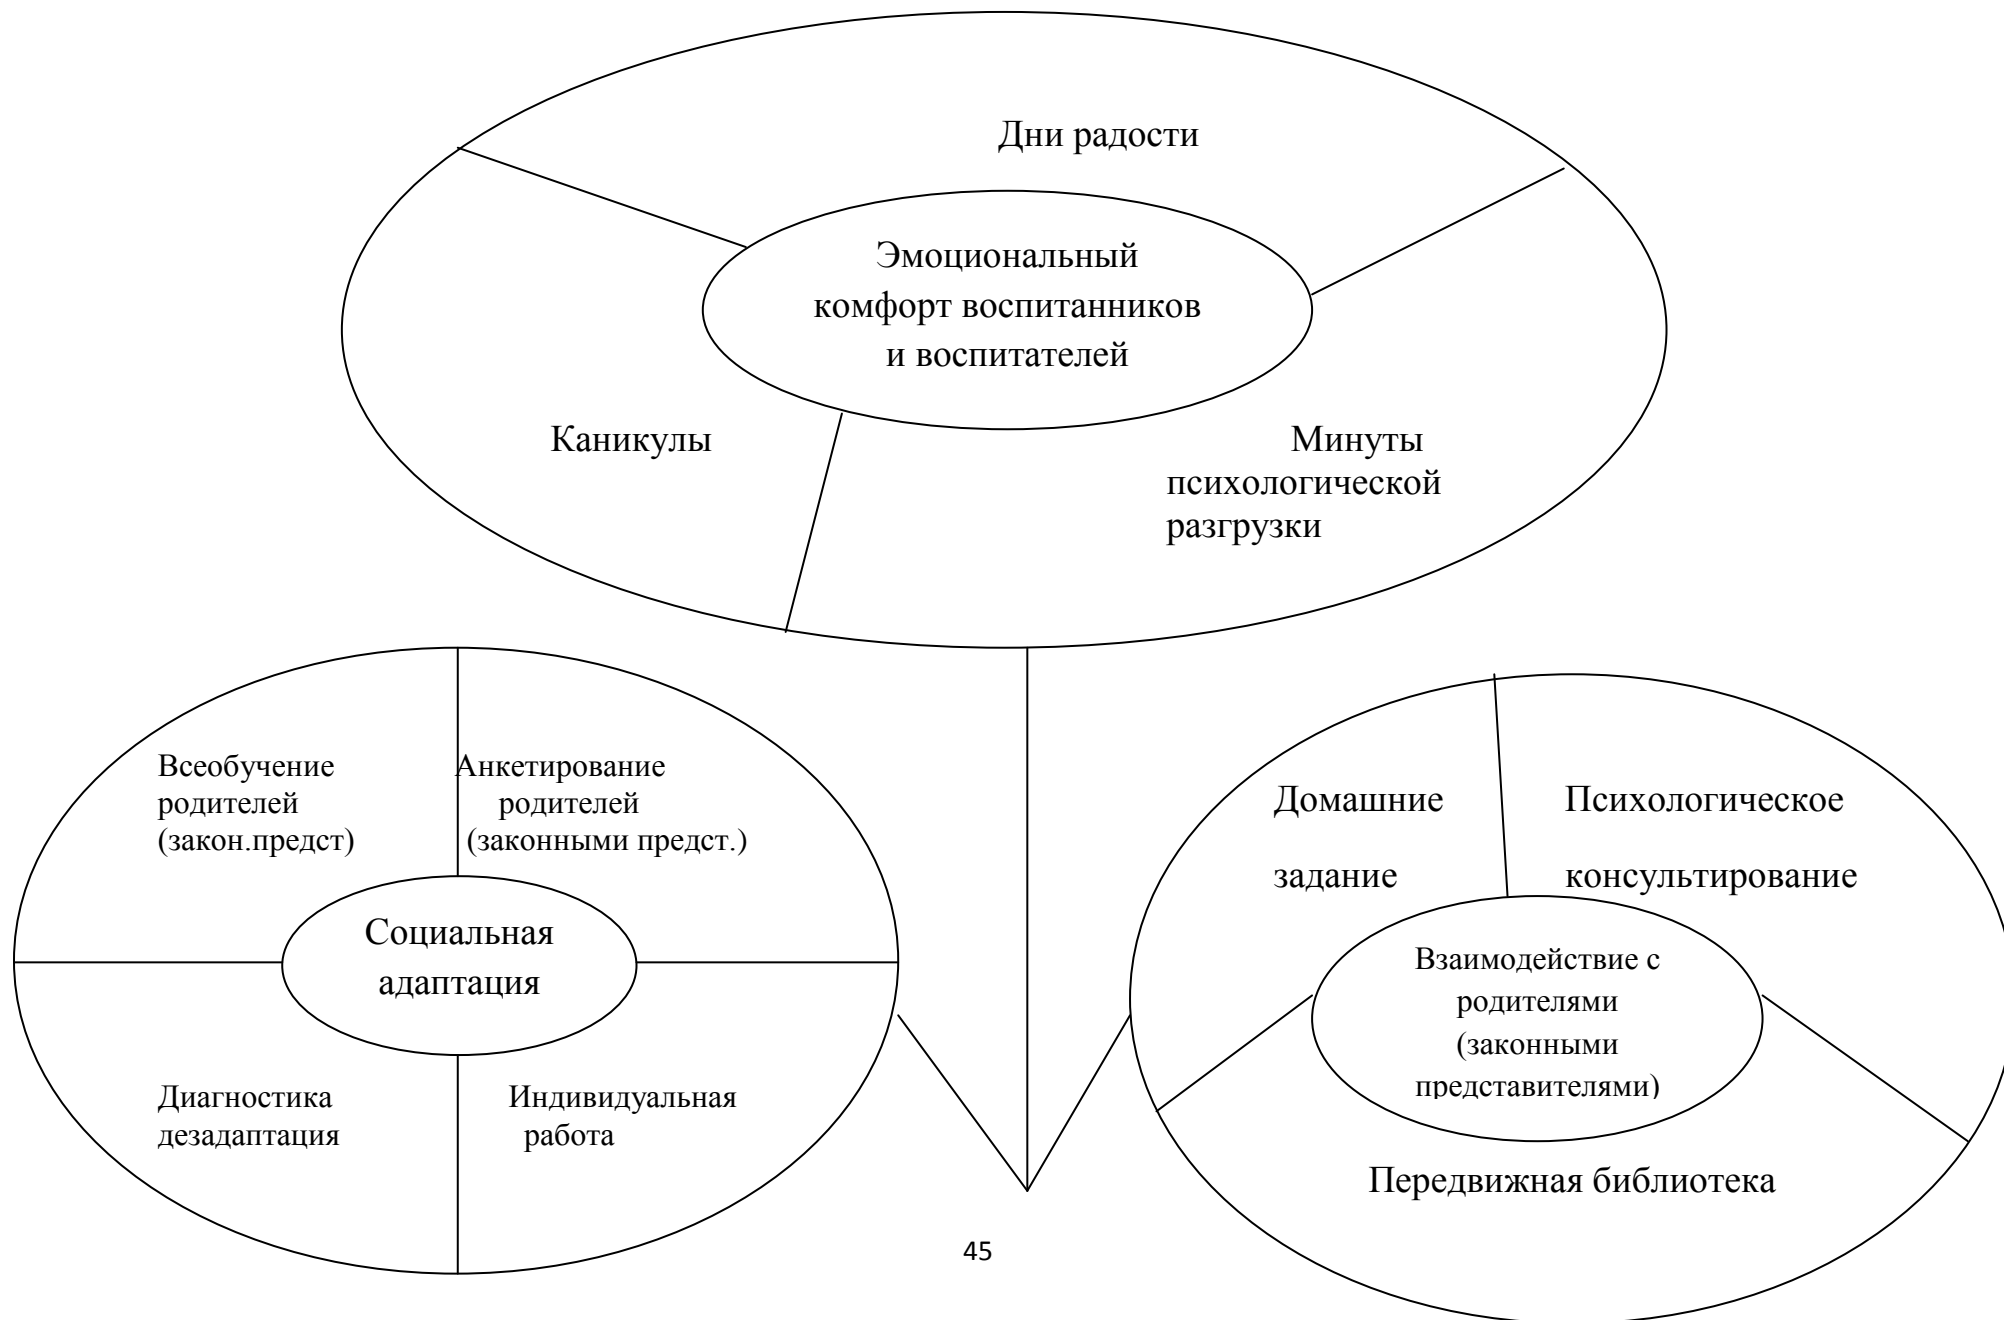 Дни радости
Эмоциональный
комфорт воспитанников
и воспитателей
Каникулы
Минуты
психологической
разгрузки
Всеобучение
родителей
(закон.предст)
Анкетирование
родителей
(законными предст.)
Социальная
адаптация
Диагностика
дезадаптация
Индивидуальная
работа
Домашние
задание
Психологическое
консультирование
Взаимодействие с
родителями
(законными
представителями)
Передвижная библиотека
45